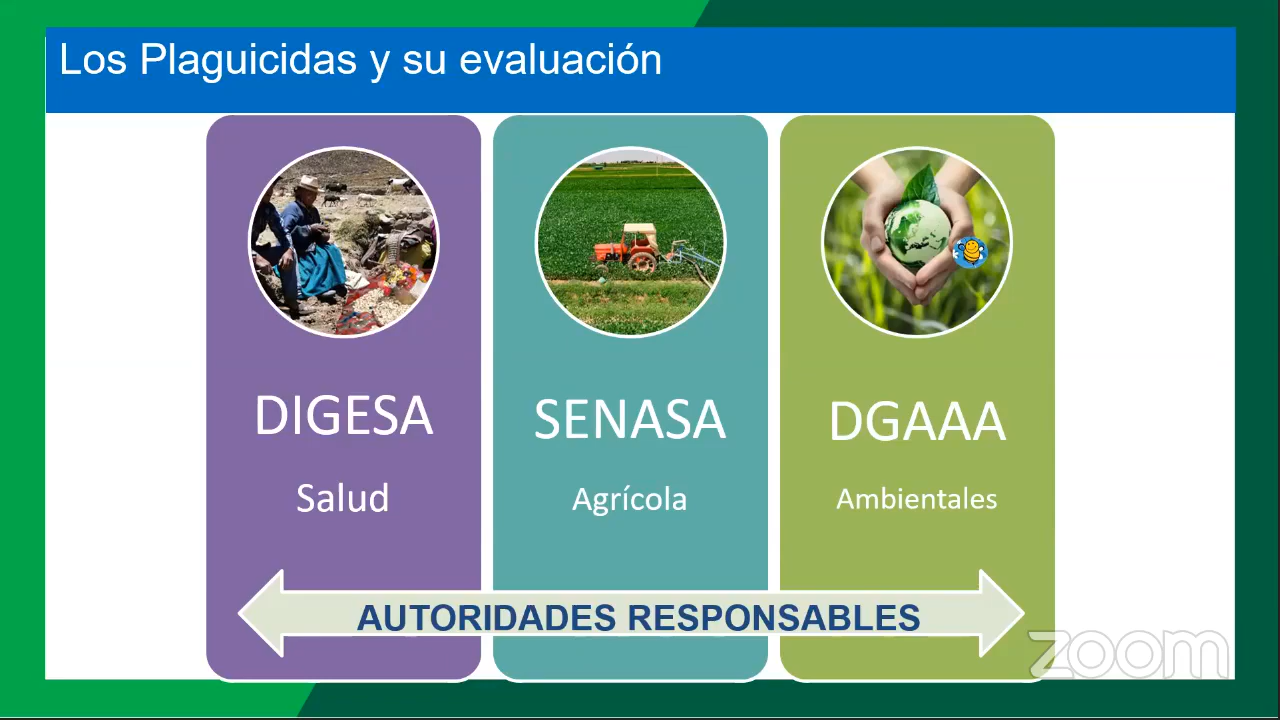 Los Plaguicidas y su evaluación
DIGESA
Salud
SENASA
Agrícola
DGAAA
Ambientales
AUTORIDADES RESPONSABLES
zoom